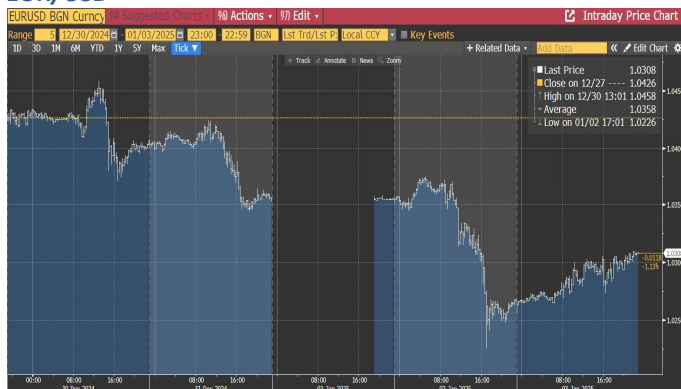 EURUSD BGN Curncy 94) Suggested Charts 96) Actions 97) Edit Intraday Price Chart
Range 5 12/30/2024 - 01/03/2025 23:00 - 22:59 BGN Lst Trd/Lst P Local CCY Key Events
1D 3D 1M 6M YTD 1Y 5Y Max Tick + Related Data Add Data « Edit Chart
Track Annotate News Zoom
Last Price 1.0308
Close on 12/27 ---- 1.0426
High on 12/30 13:01 1.0458
Average 1.0358
Low on 01/02 17:01 1.0226
1.045
1.040
1.035
1.030
-0.0118
-1.13%
1.025
00:00 08:00 16:00 08:00 16:00 08:00 16:00 08:00 16:00 08:00 16:00